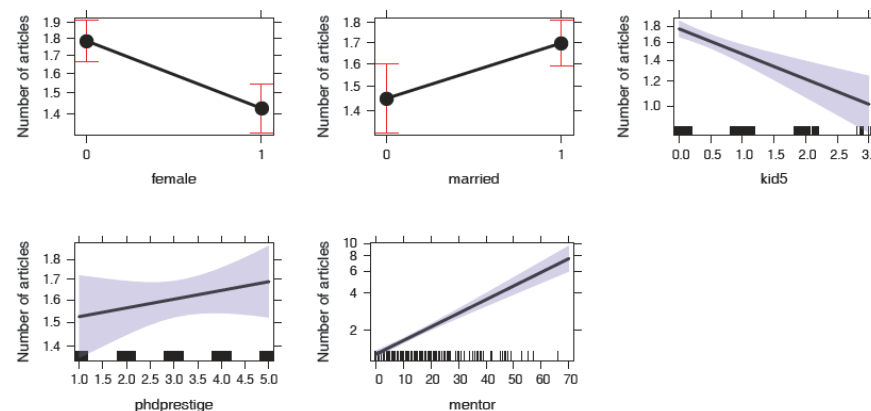 Number of articles
1.9
1.8
1.7
1.6
1.5
1.4
0 1
female
Number of articles
1.8
1.7
1.6
1.5
1.4
0 1
married
Number of articles
1.8
1.6
1.4
1.2
1.0
0.0 0.5 1.0 1.5 2.0 2.5 3.
kid5
Number of articles
1.8
1.7
1.6
1.5
1.4
1.0 1.5 2.0 2.5 3.0 3.5 4.0 4.5 5.0
phdprestige
Number of articles
10
8
6
4
2
0 10 20 30 40 50 60 70
mentor